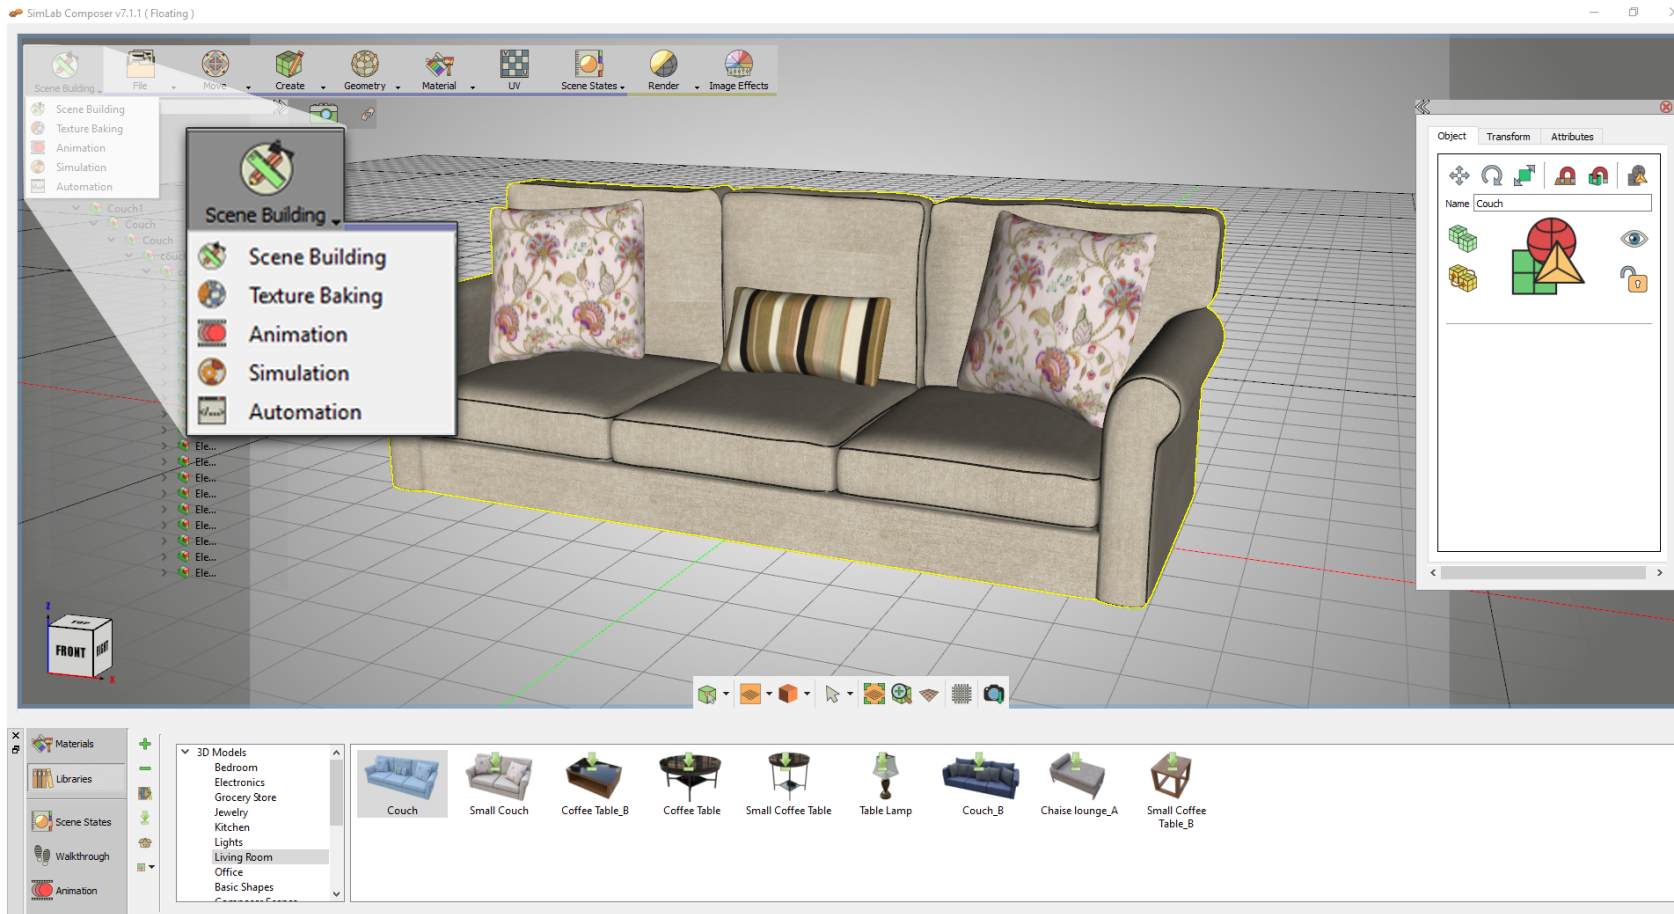 SimLab Composer v7.1.1 ( Floating )
Scene Building
File
Move
Create
Geometry
Material
UV
Scene States
Render
Image Effects
Scene Building
Texture Baking
Animation
Simulation
Automation
Scene Building
Scene Building
Texture Baking
Animation
Simulation
Automation
Couch1
Couch
Couch
Ele...
Ele...
Ele...
Ele...
Ele...
Ele...
Ele...
Ele...
Ele...
Object
Transform
Attributes
Name
Couch
Z
TOP
FRONT
RIGHT
X
Materials
Libraries
Scene States
Walkthrough
Animation
3D Models
Bedroom
Electronics
Grocery Store
Jewelry
Kitchen
Lights
Living Room
Office
Basic Shapes
Couch
Small Couch
Coffee Table_B
Coffee Table
Small Coffee Table
Table Lamp
Couch_B
Chaise lounge_A
Small Coffee
Table_B